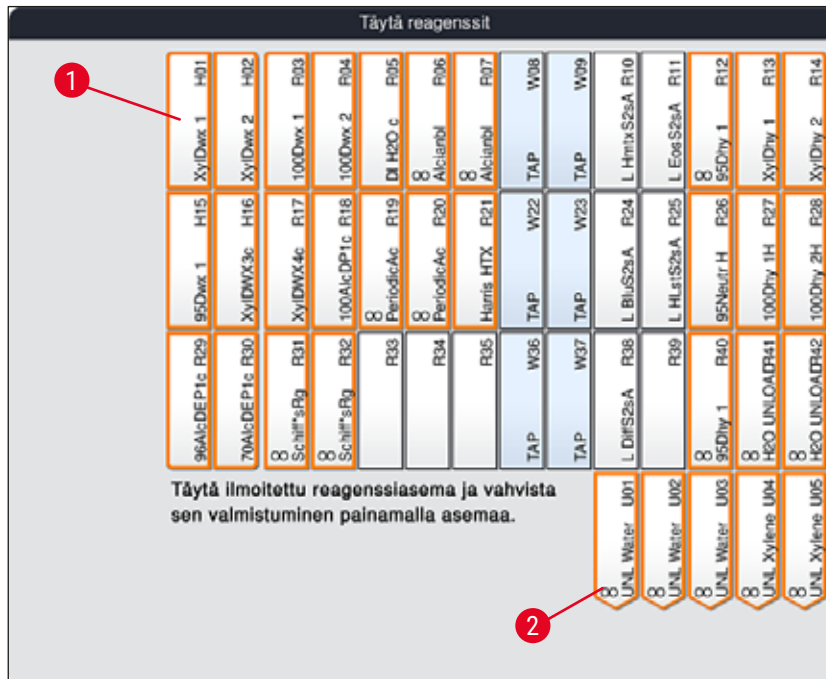 Täytä reagenssit
1
XylDwx 1 H01
XylDwx 2 H02
100Dwx 1 R03
100Dwx 2 R04
DI H2O c R05
∞ Alcianbl R06
∞ Alcianbl R07
TAP W08
TAP W09
L HmtxS2sA R10
L EosS2sA R11
∞ 95Dhy 1 R12
XylDhy 1 R13
XylDhy 2 R14
95Dwx 1 H15
XylDWX3c H16
XylDWX4c R17
100AlcDP1c R18
∞ PeriodicAc R19
∞ PeriodicAc R20
Harris HTX R21
TAP W22
TAP W23
L BluS2sA R24
L HLstS2sA R25
95Neutr H R26
100Dhy 1H R27
100Dhy 2H R28
96AlcDEP1c R29
70AlcDEP1c R30
∞ Schiff*sRg R31
∞ Schiff*sRg R32
R33
R34
R35
TAP W36
TAP W37
L DiffS2sA R38
R39
∞ 95Dhy 1 R40
∞ H2O UNLOAD R41
∞ H2O UNLOAD R42
Täytä ilmoitettu reagenssiasema ja vahvista
sen valmistuminen painamalla asemaa.
∞ UNL Water U01
∞ UNL Water U02
∞ UNL Water U03
∞ UNL Xylene U04
∞ UNL Xylene U05
2